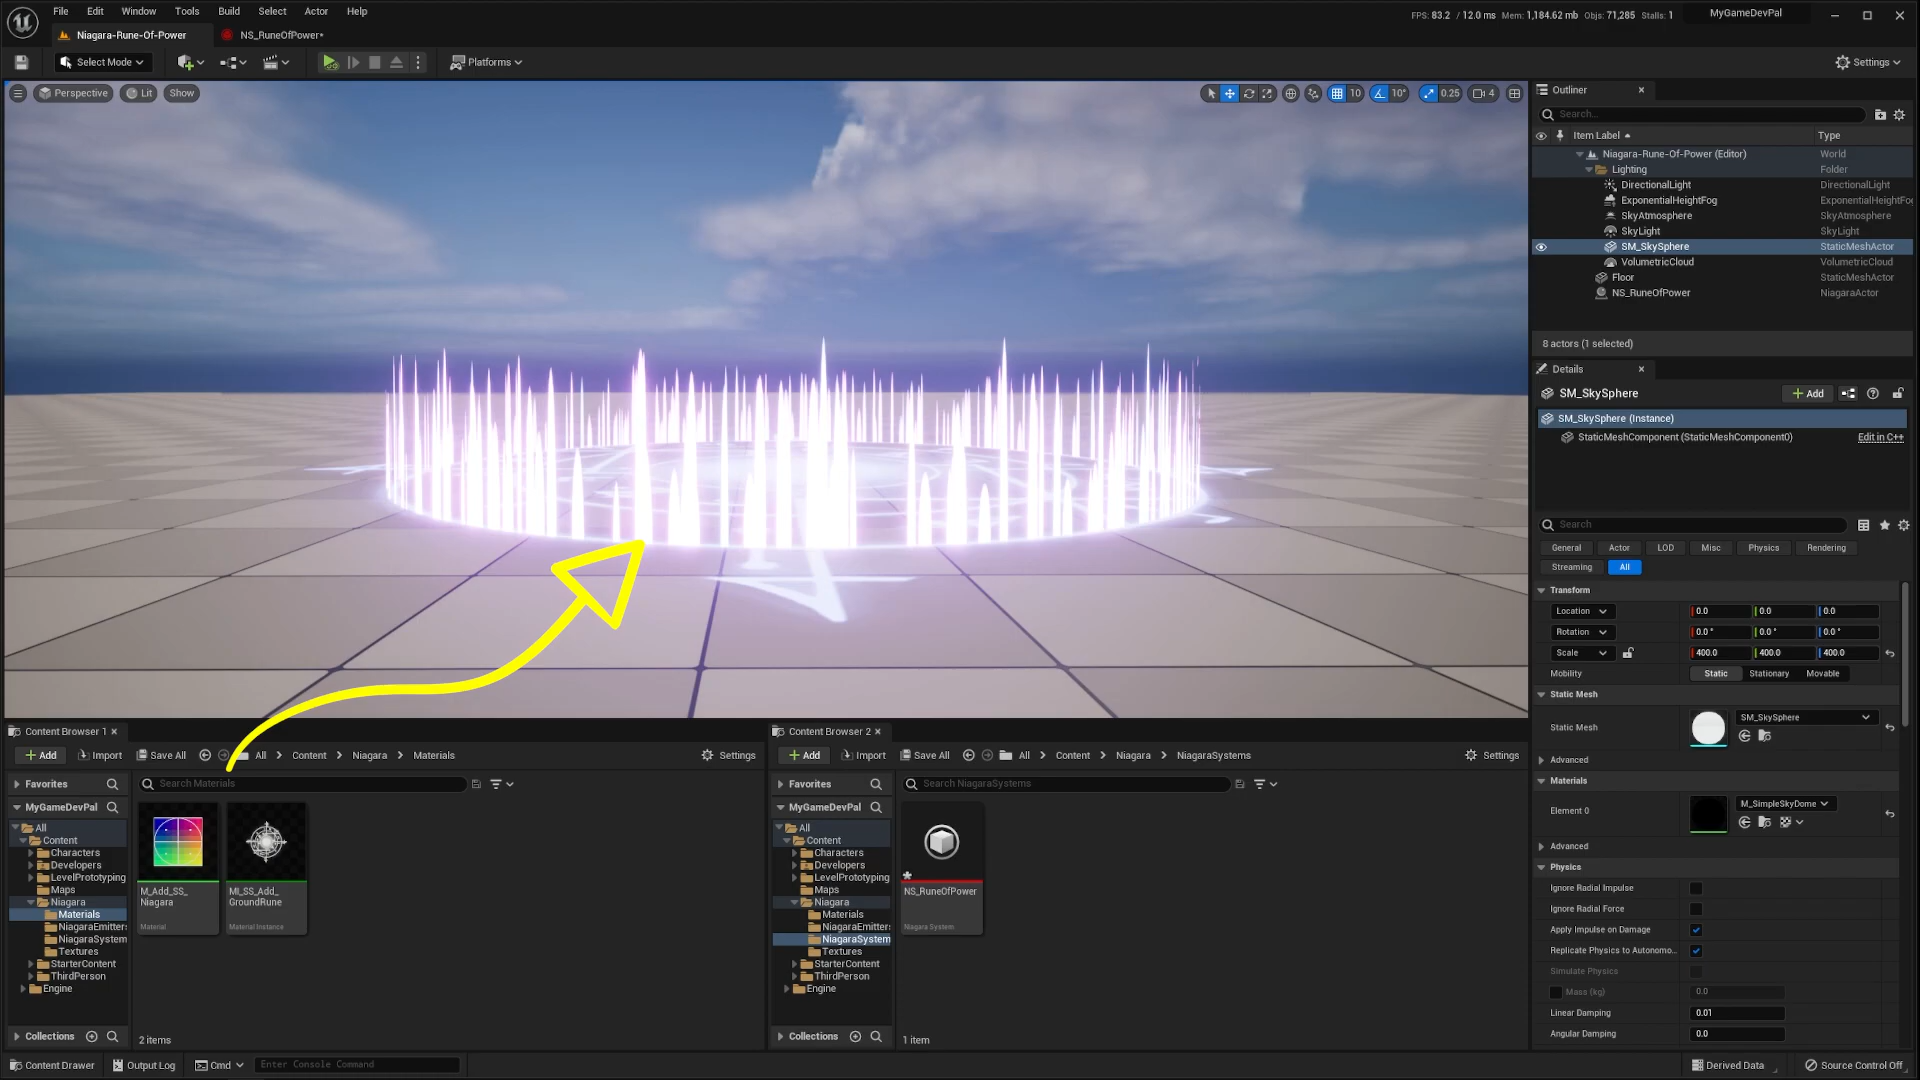 File Edit Window Tools Build Select Actor Help
FPS: 83.2 / 12.0 ms Mem: 1,184.62 mb Objs: 71,285 Stalls: 1
MyGameDevPal
Niagara-Rune-Of-Power
NS_RuneOfPower*
Select Mode
Platforms
Settings
Perspective Lit Show
10 10° 0.25 4
Outliner
Search...
Item Label Type
Niagara-Rune-Of-Power (Editor) World
Lighting Folder
DirectionalLight DirectionalLight
ExponentialHeightFog ExponentialHeightFog
SkyAtmosphere SkyAtmosphere
SkyLight SkyLight
SM_SkySphere StaticMeshActor
VolumetricCloud VolumetricCloud
Floor StaticMeshActor
NS_RuneOfPower NiagaraActor
8 actors (1 selected)
Details
SM_SkySphere
Add
SM_SkySphere (Instance)
StaticMeshComponent (StaticMeshComponent0) Edit in C++
Search
General Actor LOD Misc Physics Rendering
Streaming All
Transform
Location 0.0 0.0 0.0
Rotation 0.0 ° 0.0 ° 0.0 °
Scale 400.0 400.0 400.0
Mobility Static Stationary Movable
Static Mesh
Static Mesh SM_SkySphere
Advanced
Materials
Element 0 M_SimpleSkyDome
Advanced
Physics
Ignore Radial Impulse
Ignore Radial Force
Apply Impulse on Damage
Replicate Physics to Autonomo...
Simulate Physics
Mass (kg) 0.0
Linear Damping 0.01
Angular Damping 0.0
Content Browser 1
Add Import Save All All Content Niagara Materials Settings
Favorites
Search Materials
MyGameDevPal
All
Content
Characters
Developers
LevelPrototyping
Maps
Niagara
Materials
NiagaraEmitter
NiagaraSystem
Textures
StarterContent
ThirdPerson
Engine
Collections
M_Add_SS_
Niagara
Material
MI_SS_Add_
GroundRune
Material Instance
2 items
Content Browser 2
Add Import Save All All Content Niagara NiagaraSystems Settings
Favorites
Search NiagaraSystems
MyGameDevPal
All
Content
Characters
Developers
LevelPrototyping
Maps
Niagara
Materials
NiagaraEmitter
NiagaraSystem
Textures
StarterContent
ThirdPerson
Engine
Collections
NS_RuneOfPower
Niagara System
1 item
Content Drawer Output Log Cmd Enter Console Command
Derived Data Source Control Off